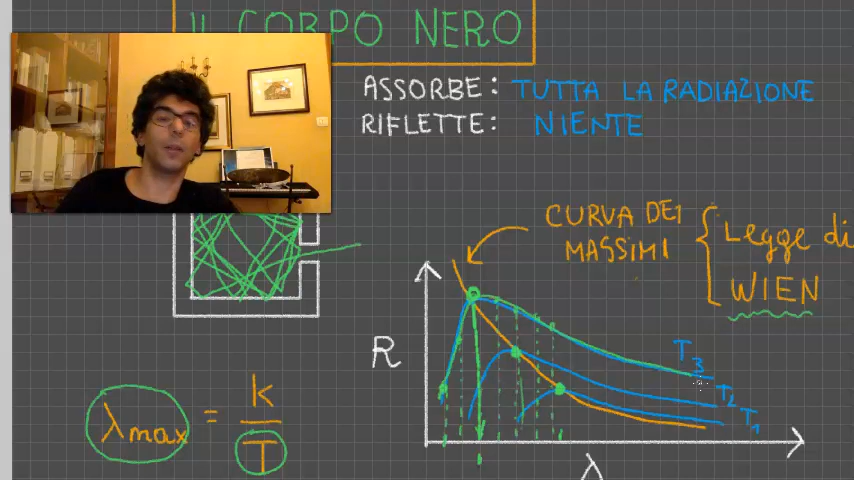 IL CORPO NERO
ASSORBE: TUTTA LA RADIAZIONE
RIFLETTE: NIENTE
CURVA DEI
MASSIMI
Legge di
WIEN
R
T3
T2
T1
λmax = k
T
λ